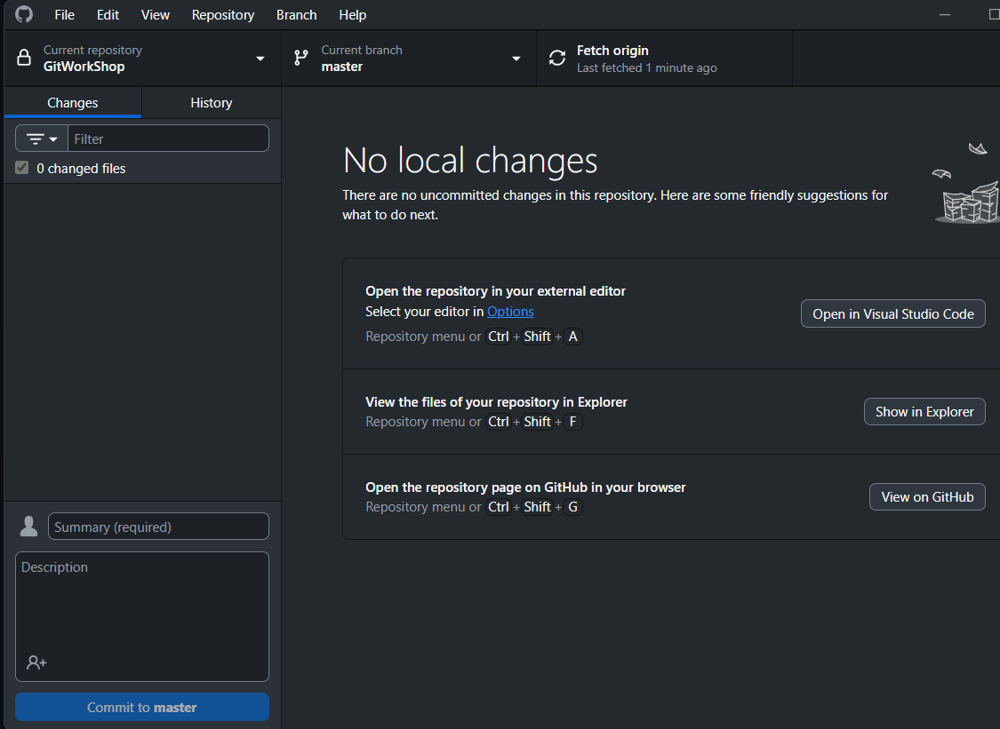 File Edit View Repository Branch Help
Current repository
GitWorkShop
Current branch
master
Fetch origin
Last fetched 1 minute ago
Changes
History
Filter
0 changed files
No local changes
There are no uncommitted changes in this repository. Here are some friendly suggestions for
what to do next.
Open the repository in your external editor
Select your editor in Options
Repository menu or Ctrl + Shift + A
Open in Visual Studio Code
View the files of your repository in Explorer
Repository menu or Ctrl + Shift + F
Show in Explorer
Open the repository page on GitHub in your browser
Repository menu or Ctrl + Shift + G
View on GitHub
Summary (required)
Description
Commit to master